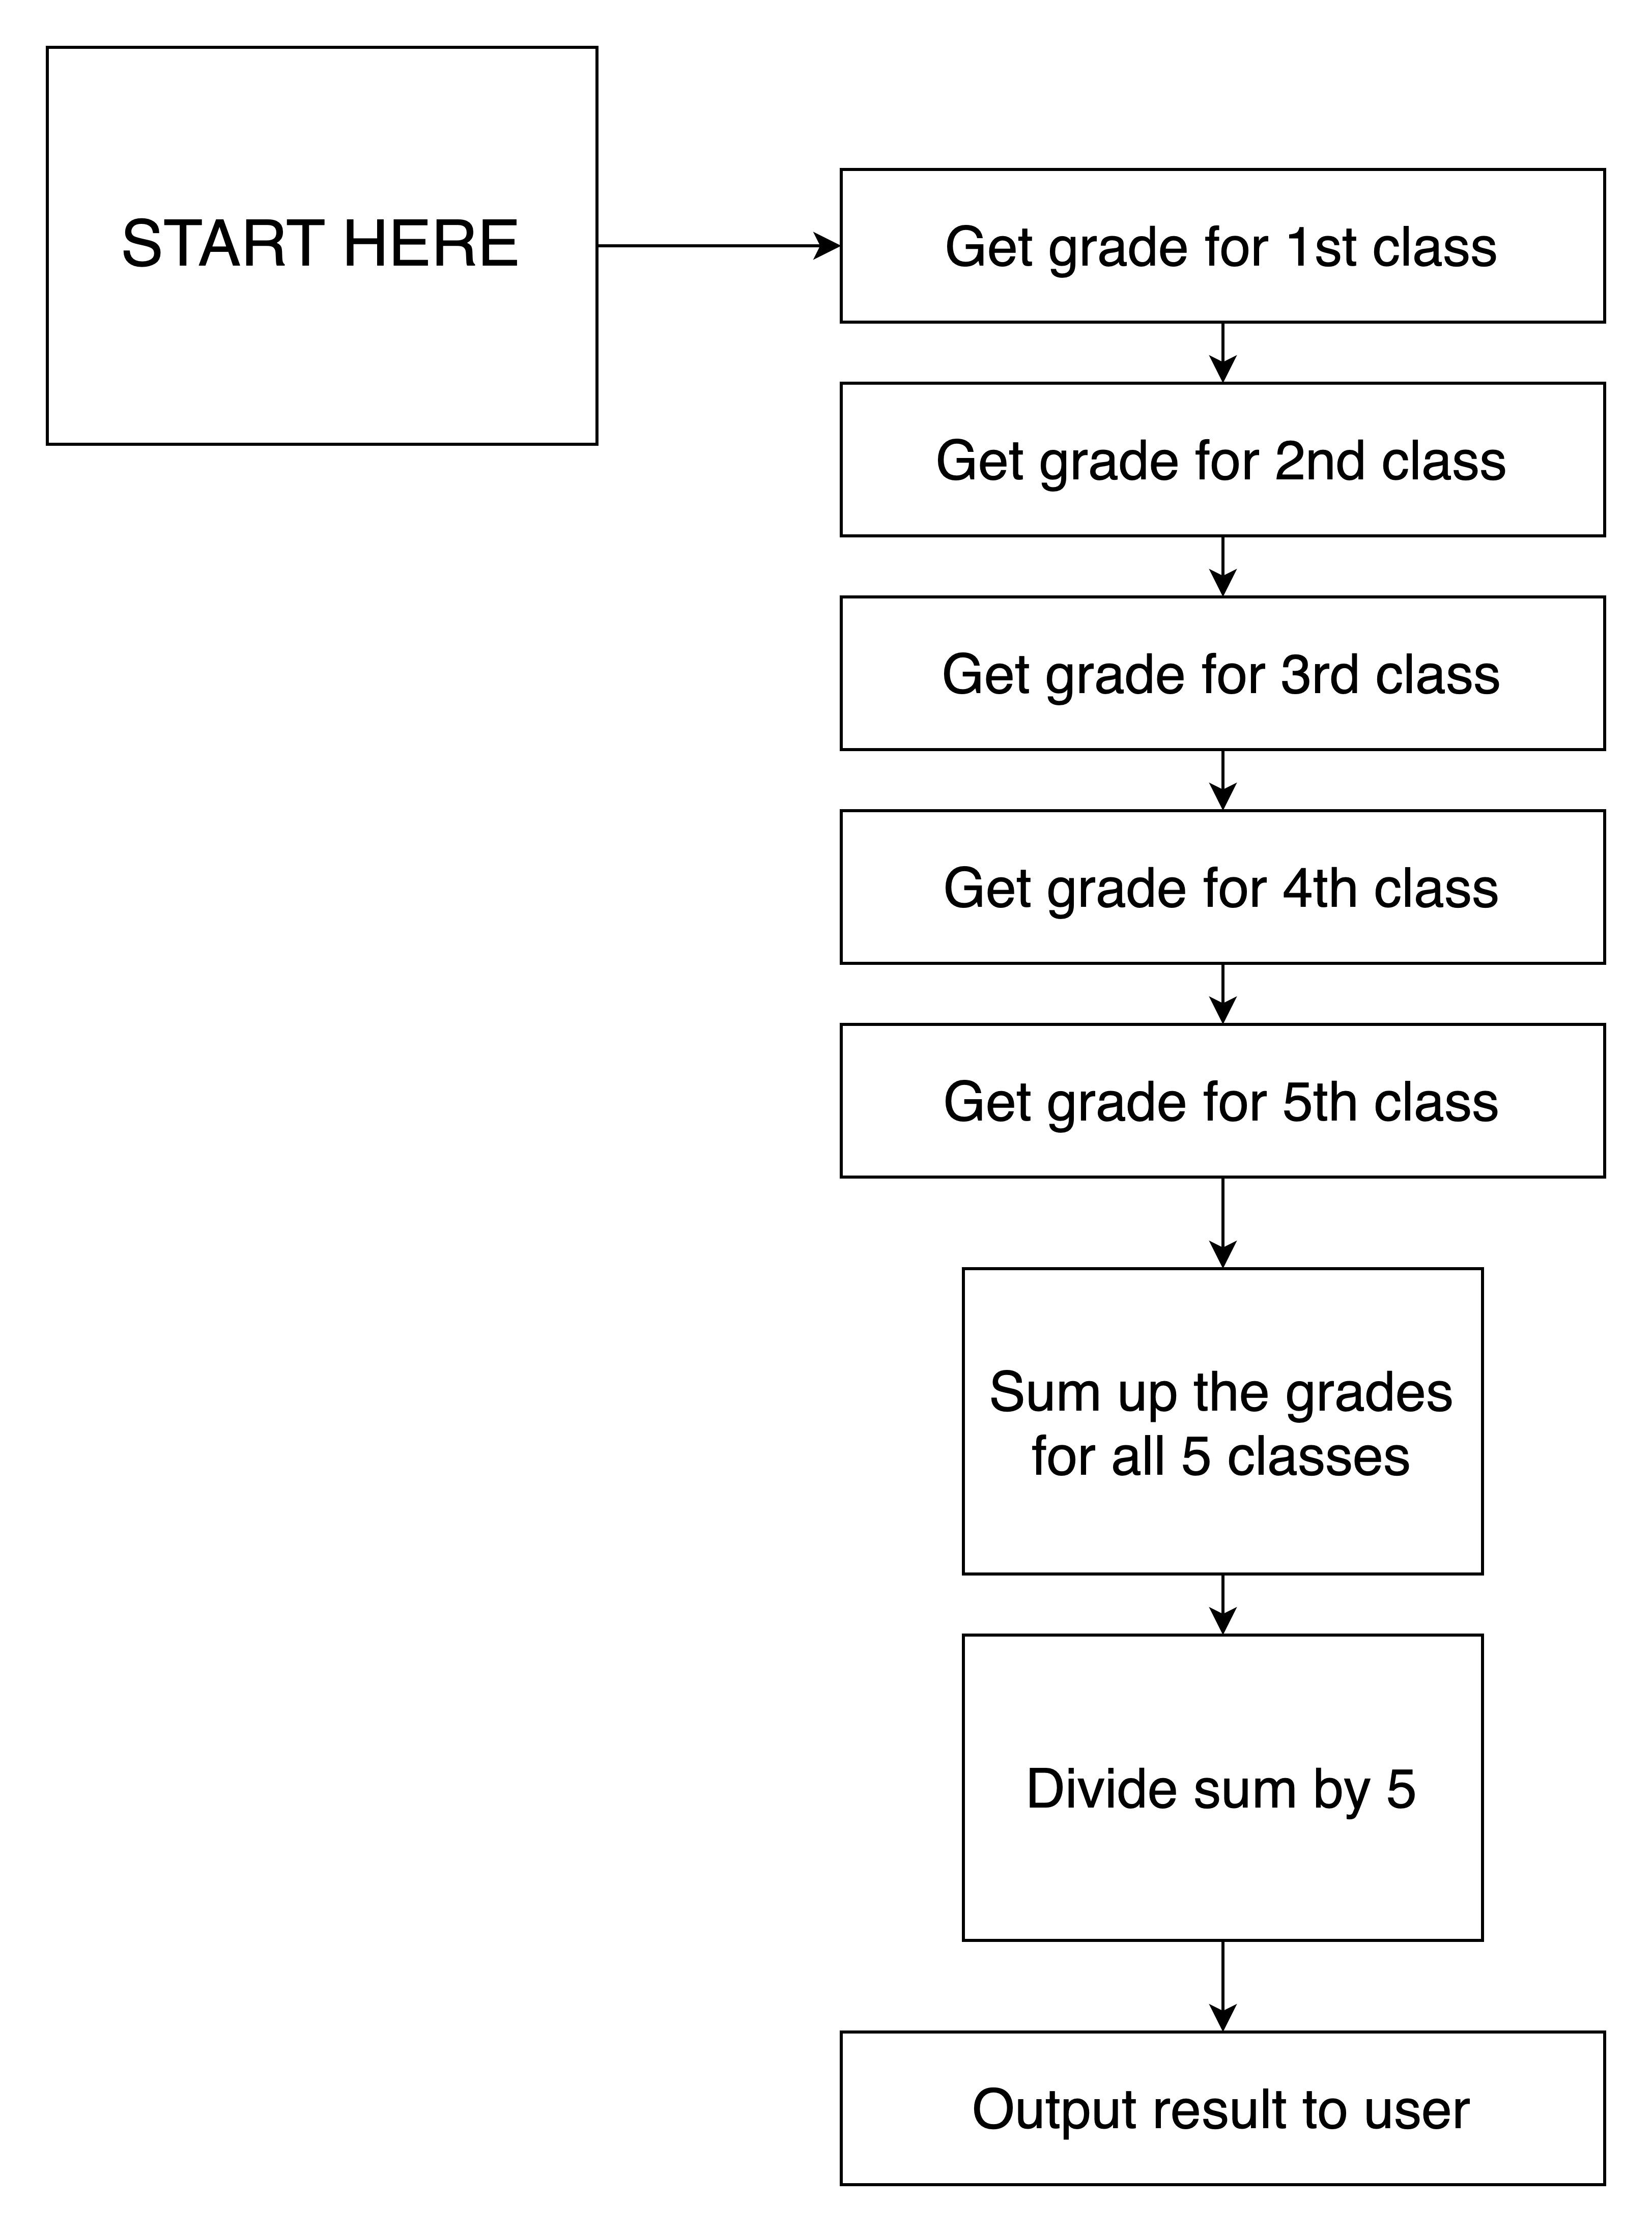 START HERE
Get grade for 1st class
Get grade for 2nd class
Get grade for 3rd class
Get grade for 4th class
Get grade for 5th class
Sum up the grades
for all 5 classes
Divide sum by 5
Output result to user